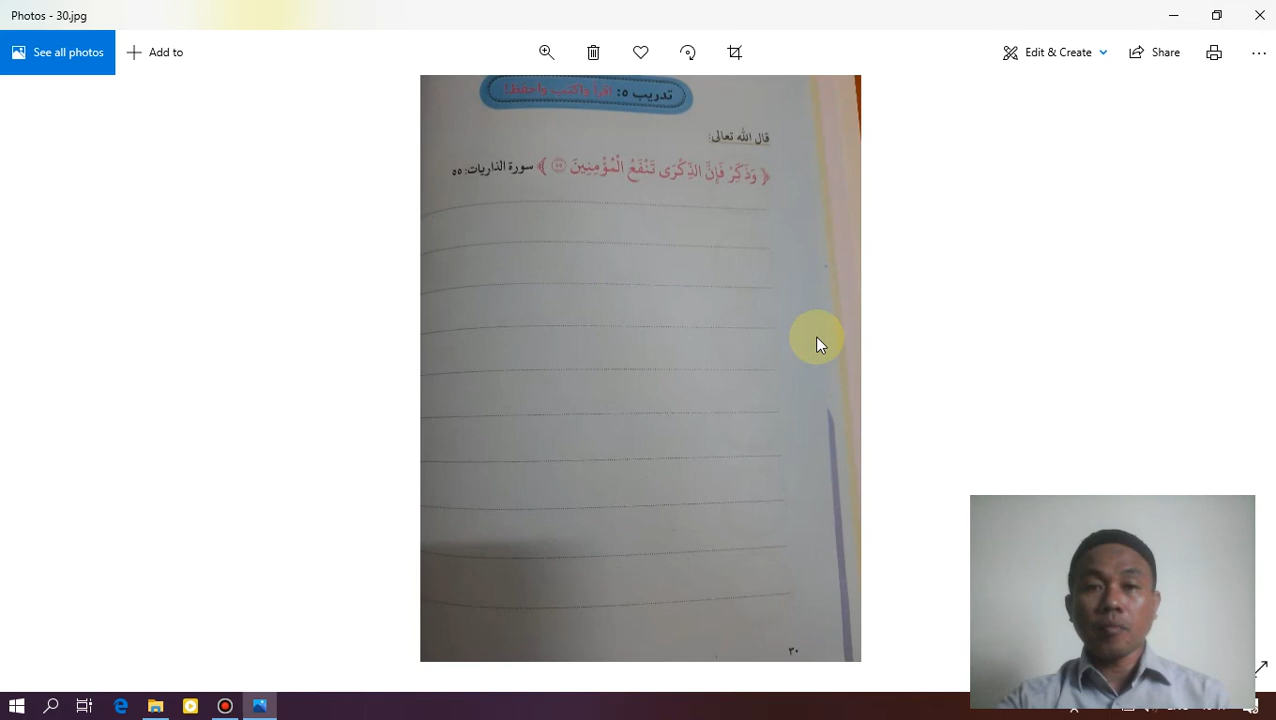 Photos - 30.jpg
See all photos
Add to
Edit & Create
Share
تدريب ٥: اقرأ واكتب واحفظ!
قال الله تعالى:
﴿ وَذَكِّرْ فَإِنَّ الذِّكْرَى تَنْفَعُ الْمُؤْمِنِينَ ۝٥٥ ﴾ سورة الذاريات: ٥٥
٣٠